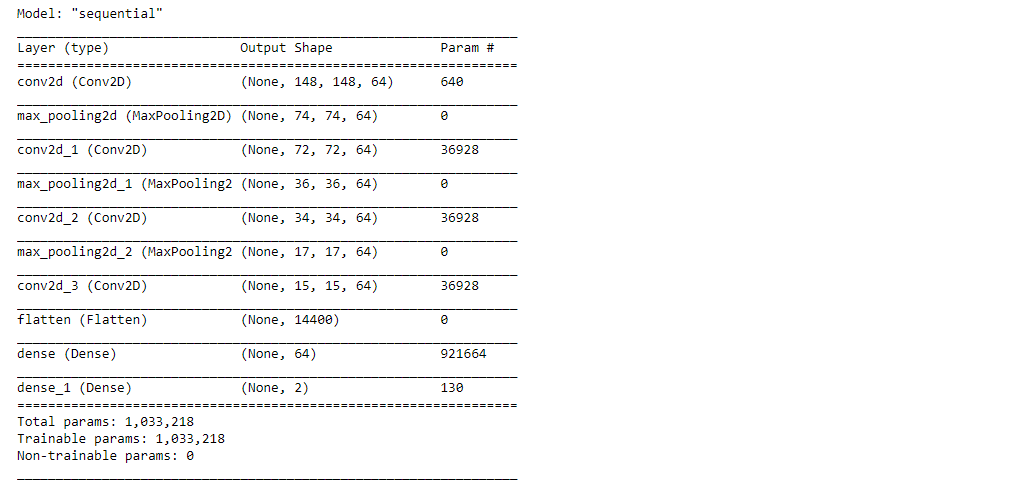 Model: "sequential"
Layer (type) Output Shape Param #
conv2d (Conv2D) (None, 148, 148, 64) 640
max_pooling2d (MaxPooling2D) (None, 74, 74, 64) 0
conv2d_1 (Conv2D) (None, 72, 72, 64) 36928
max_pooling2d_1 (MaxPooling2 (None, 36, 36, 64) 0
conv2d_2 (Conv2D) (None, 34, 34, 64) 36928
max_pooling2d_2 (MaxPooling2 (None, 17, 17, 64) 0
conv2d_3 (Conv2D) (None, 15, 15, 64) 36928
flatten (Flatten) (None, 14400) 0
dense (Dense) (None, 64) 921664
dense_1 (Dense) (None, 2) 130
Total params: 1,033,218
Trainable params: 1,033,218
Non-trainable params: 0